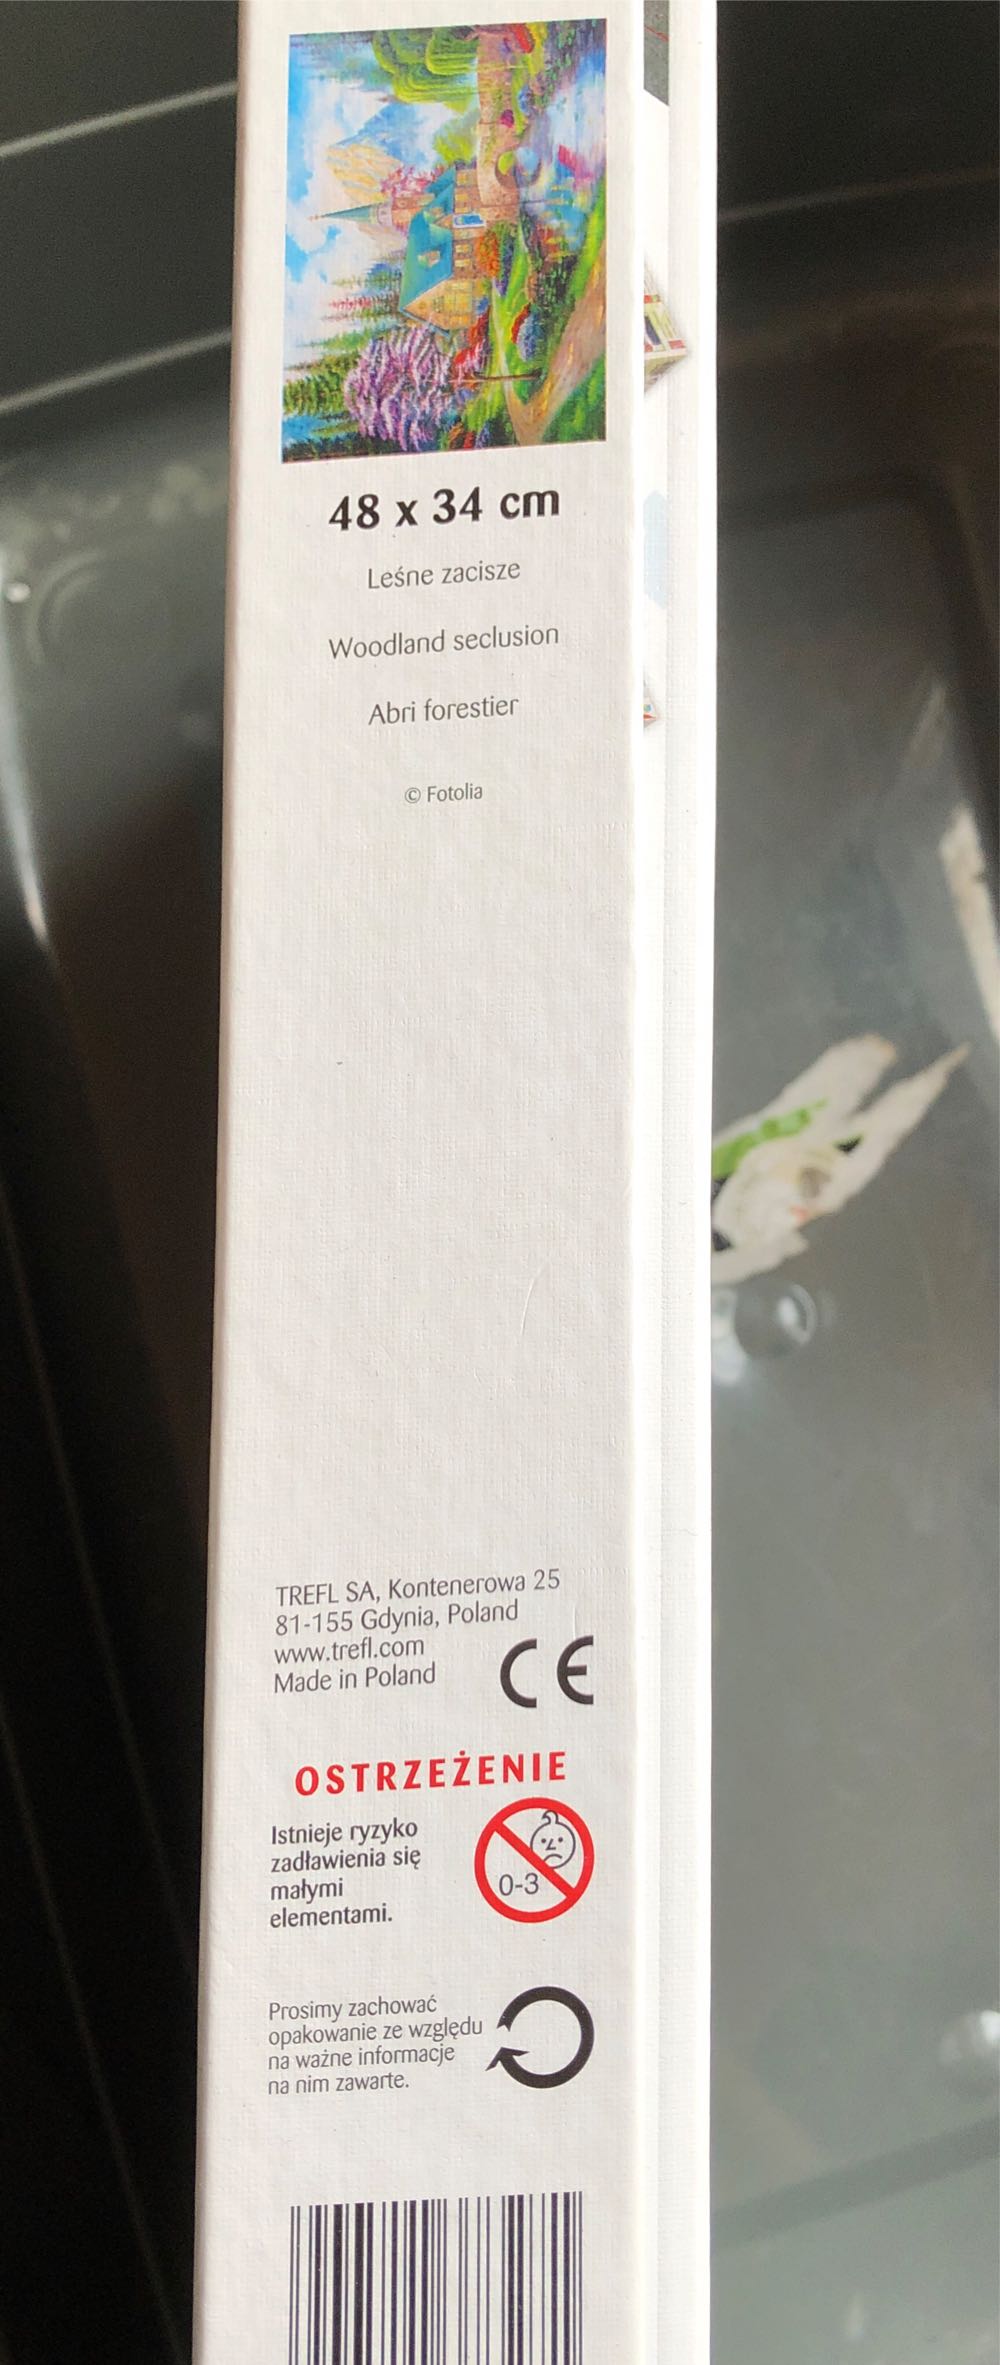 48 x 34 cm
Leśne zacisze
Woodland seclusion
Abri forestier
© Fotolia
TREFL SA, Kontenerowa 25
81-155 Gdynia, Poland
www.trefl.com
Made in Poland
CE
OSTRZEŻENIE
Istnieje ryzyko
zadławienia się
małymi
elementami.
0-3
Prosimy zachować
opakowanie ze względu
na ważne informacje
na nim zawarte.